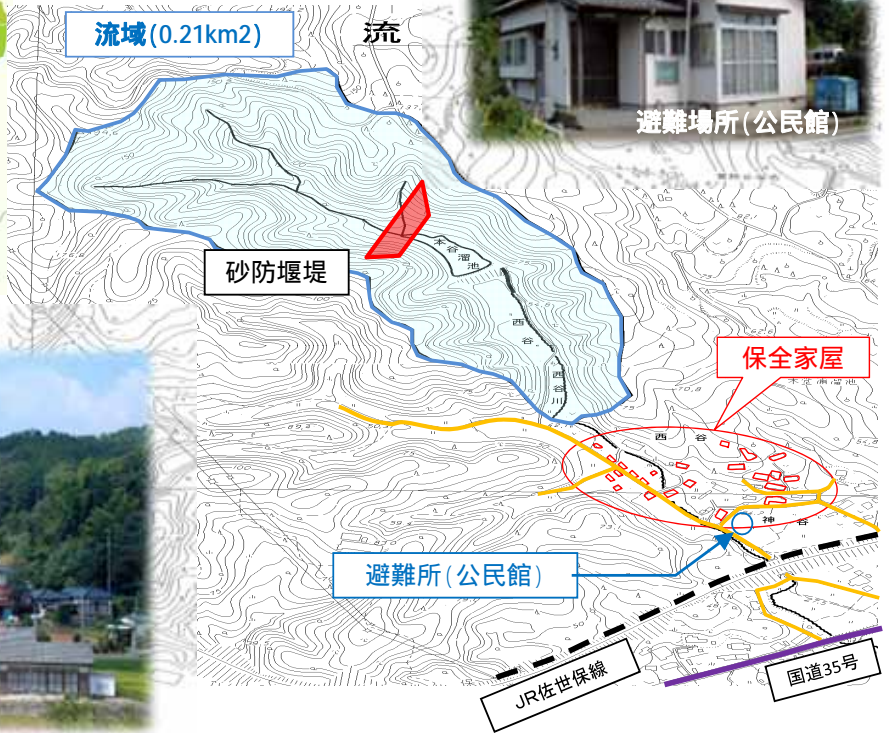 流域(0.21km2)
流
避難場所(公民館)
砂防堰堤
本谷
溜池
西
谷
西
谷
川
保全家屋
西谷
神谷
避難所(公民館)
JR佐世保線
国道35号